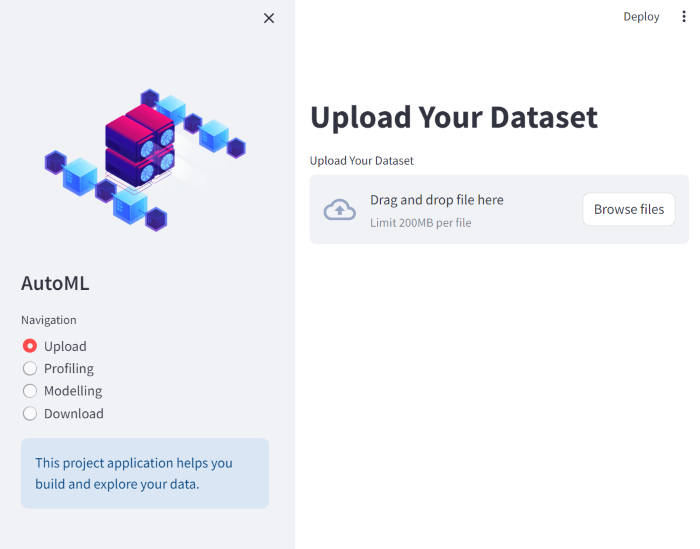 Deploy
AutoML
Navigation
Upload
Profiling
Modelling
Download
This project application helps you
build and explore your data.
Upload Your Dataset
Upload Your Dataset
Drag and drop file here
Limit 200MB per file
Browse files